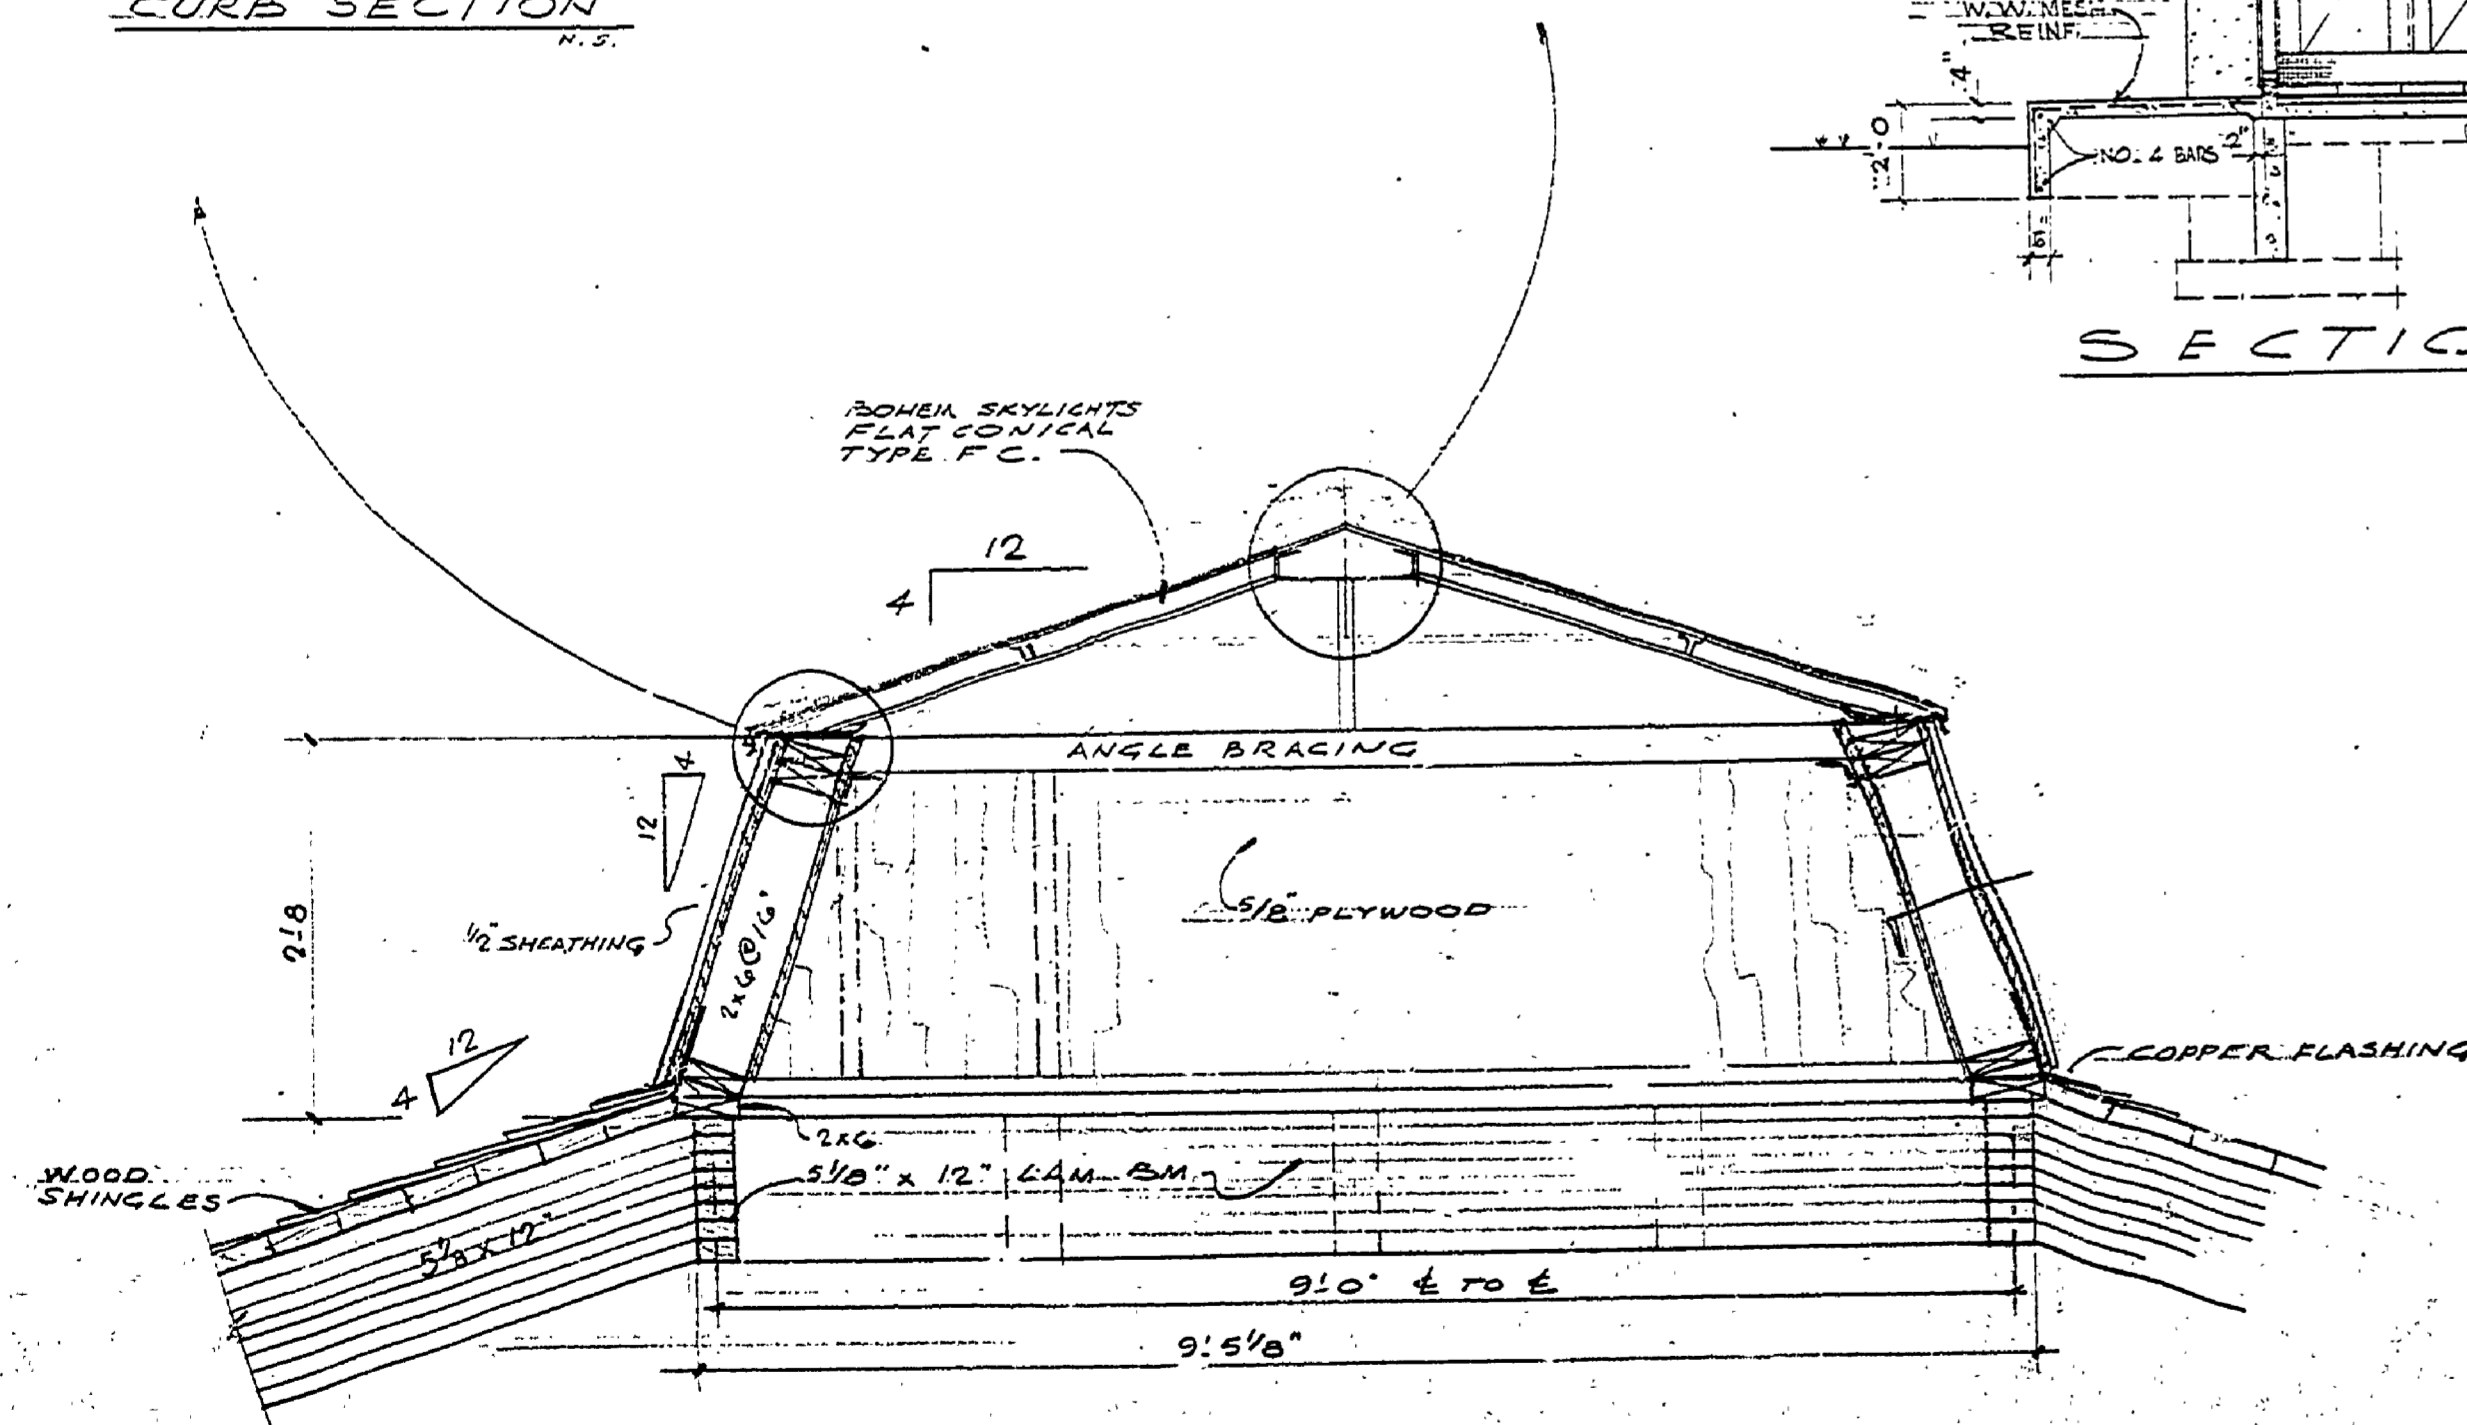 CURB SECTION
N.S.
W.W. MESH
REINF.
4"
2'-0
NO. 4 BARS
2"
6"
SECTIO
BOHEM SKYLIGHTS
FLAT CONICAL
TYPE F C.
12
4
ANGLE BRACING
4
12
2'-8
1/2" SHEATHING
2x6@16"
5/8" PLYWOOD
12
4
COPPER FLASHING
2x6
WOOD
SHINGLES
5 1/8" x 12" LAM BM
5 1/8 x 12"
9'-0" ℄ TO ℄
9'-5 1/8"